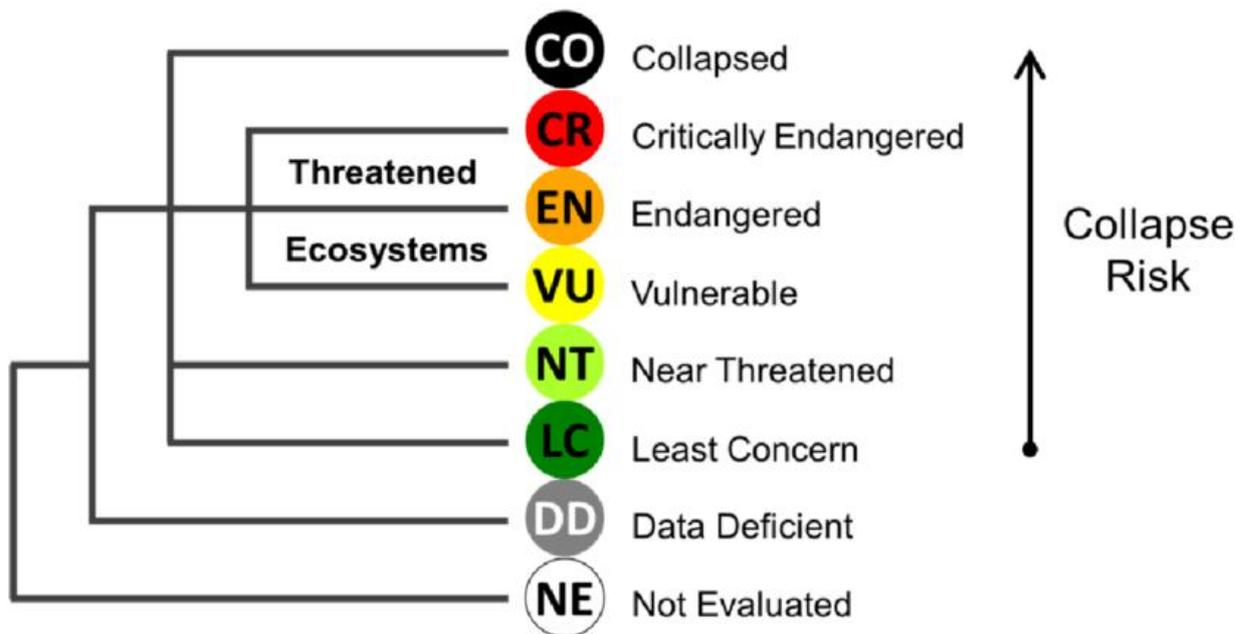 CO Collapsed
CR Critically Endangered
Threatened
EN Endangered
Ecosystems
VU Vulnerable
NT Near Threatened
LC Least Concern
DD Data Deficient
NE Not Evaluated
Collapse
Risk